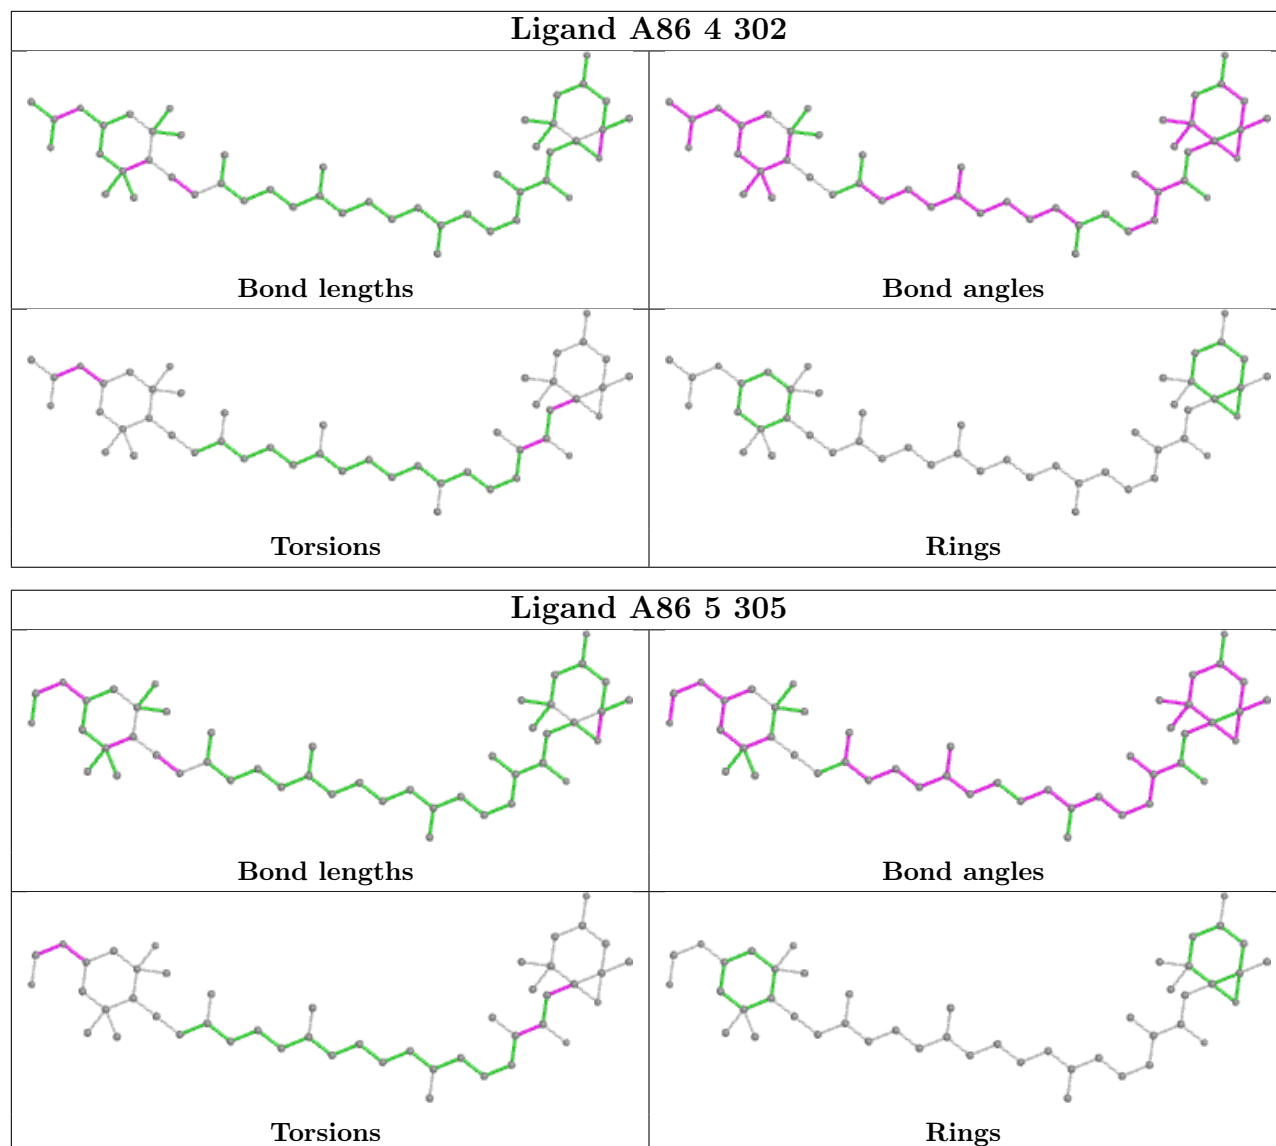 Ligand A86 4 302
Bond lengths
Bond angles
Torsions
Rings
Ligand A86 5 305
Bond lengths
Bond angles
Torsions
Rings